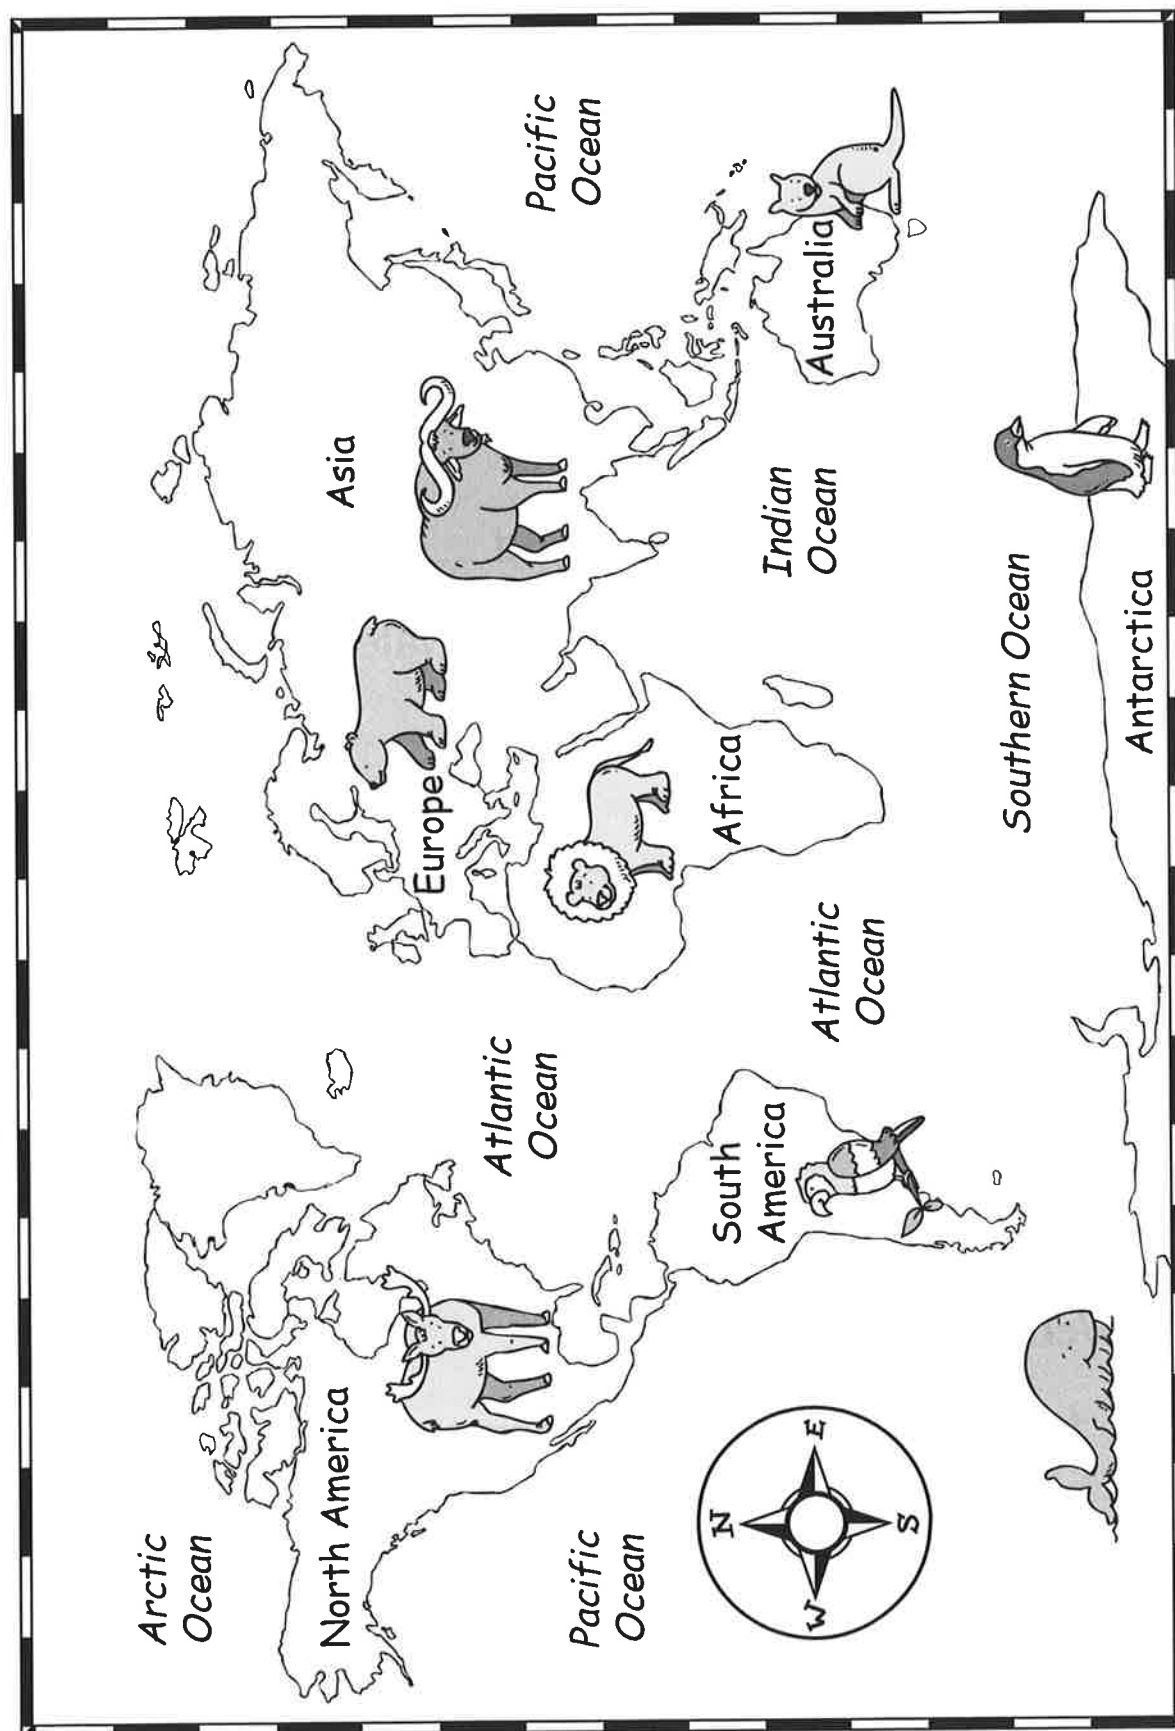 Arctic
Ocean
North America
Pacific
Ocean
N
W
E
S
Atlantic
Ocean
South
America
Atlantic
Ocean
Europe
Africa
Asia
Indian
Ocean
Pacific
Ocean
Australia
Southern Ocean
Antarctica